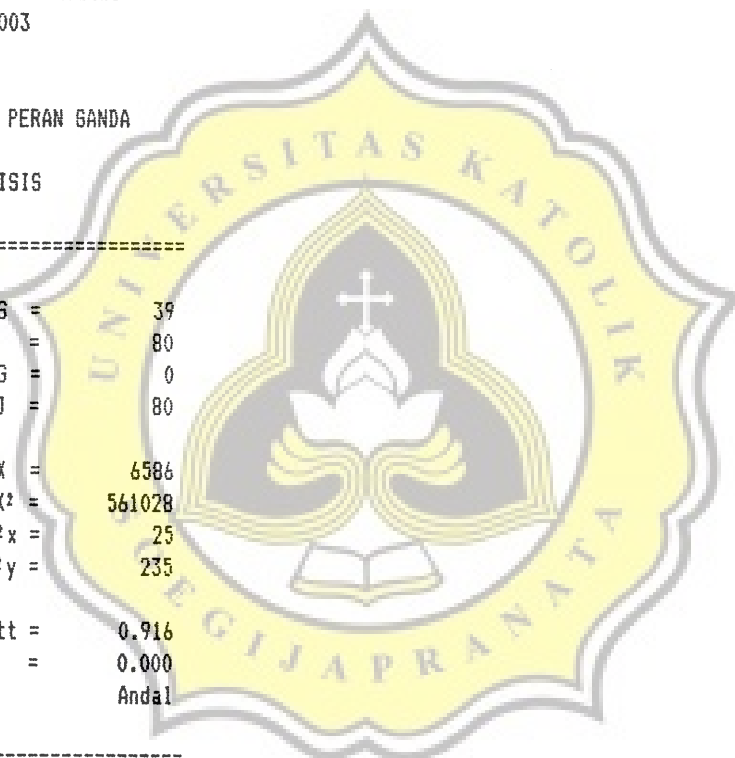 003
PERAN GANDA
ISIS
===================
S = 39
= 80
G = 0
J = 80
X = 6586
X² = 561028
²x = 25
²y = 235
tt = 0.916
= 0.000
Andal
-------------------
UNIVERSITAS KATOLIK
SOEGIJAPRANATA